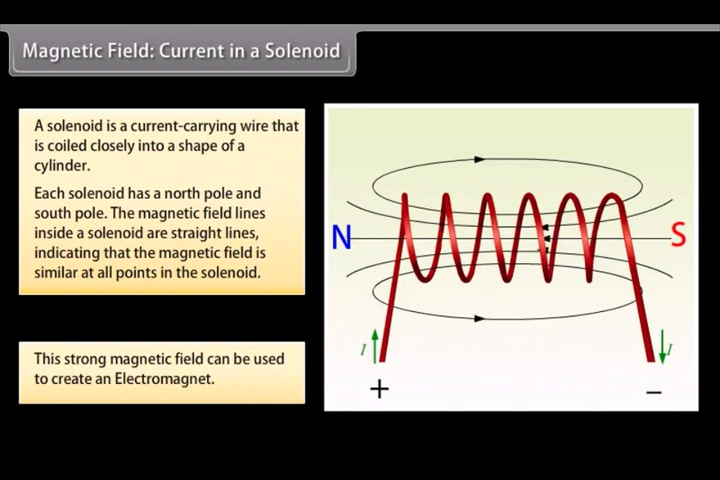 Magnetic Field: Current in a Solenoid
A solenoid is a current-carrying wire that
is coiled closely into a shape of a
cylinder.
Each solenoid has a north pole and
south pole. The magnetic field lines
inside a solenoid are straight lines,
indicating that the magnetic field is
similar at all points in the solenoid.
This strong magnetic field can be used
to create an Electromagnet.
N
S
I
I
+
−